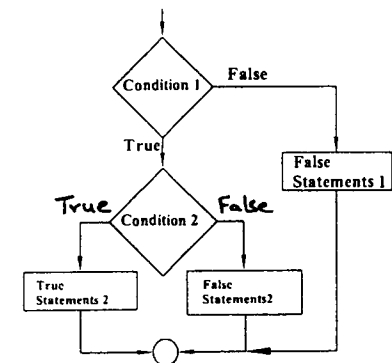 Condition 1
False
True
False
Statements 1
True
False
Condition 2
True
Statements 2
False
Statements2